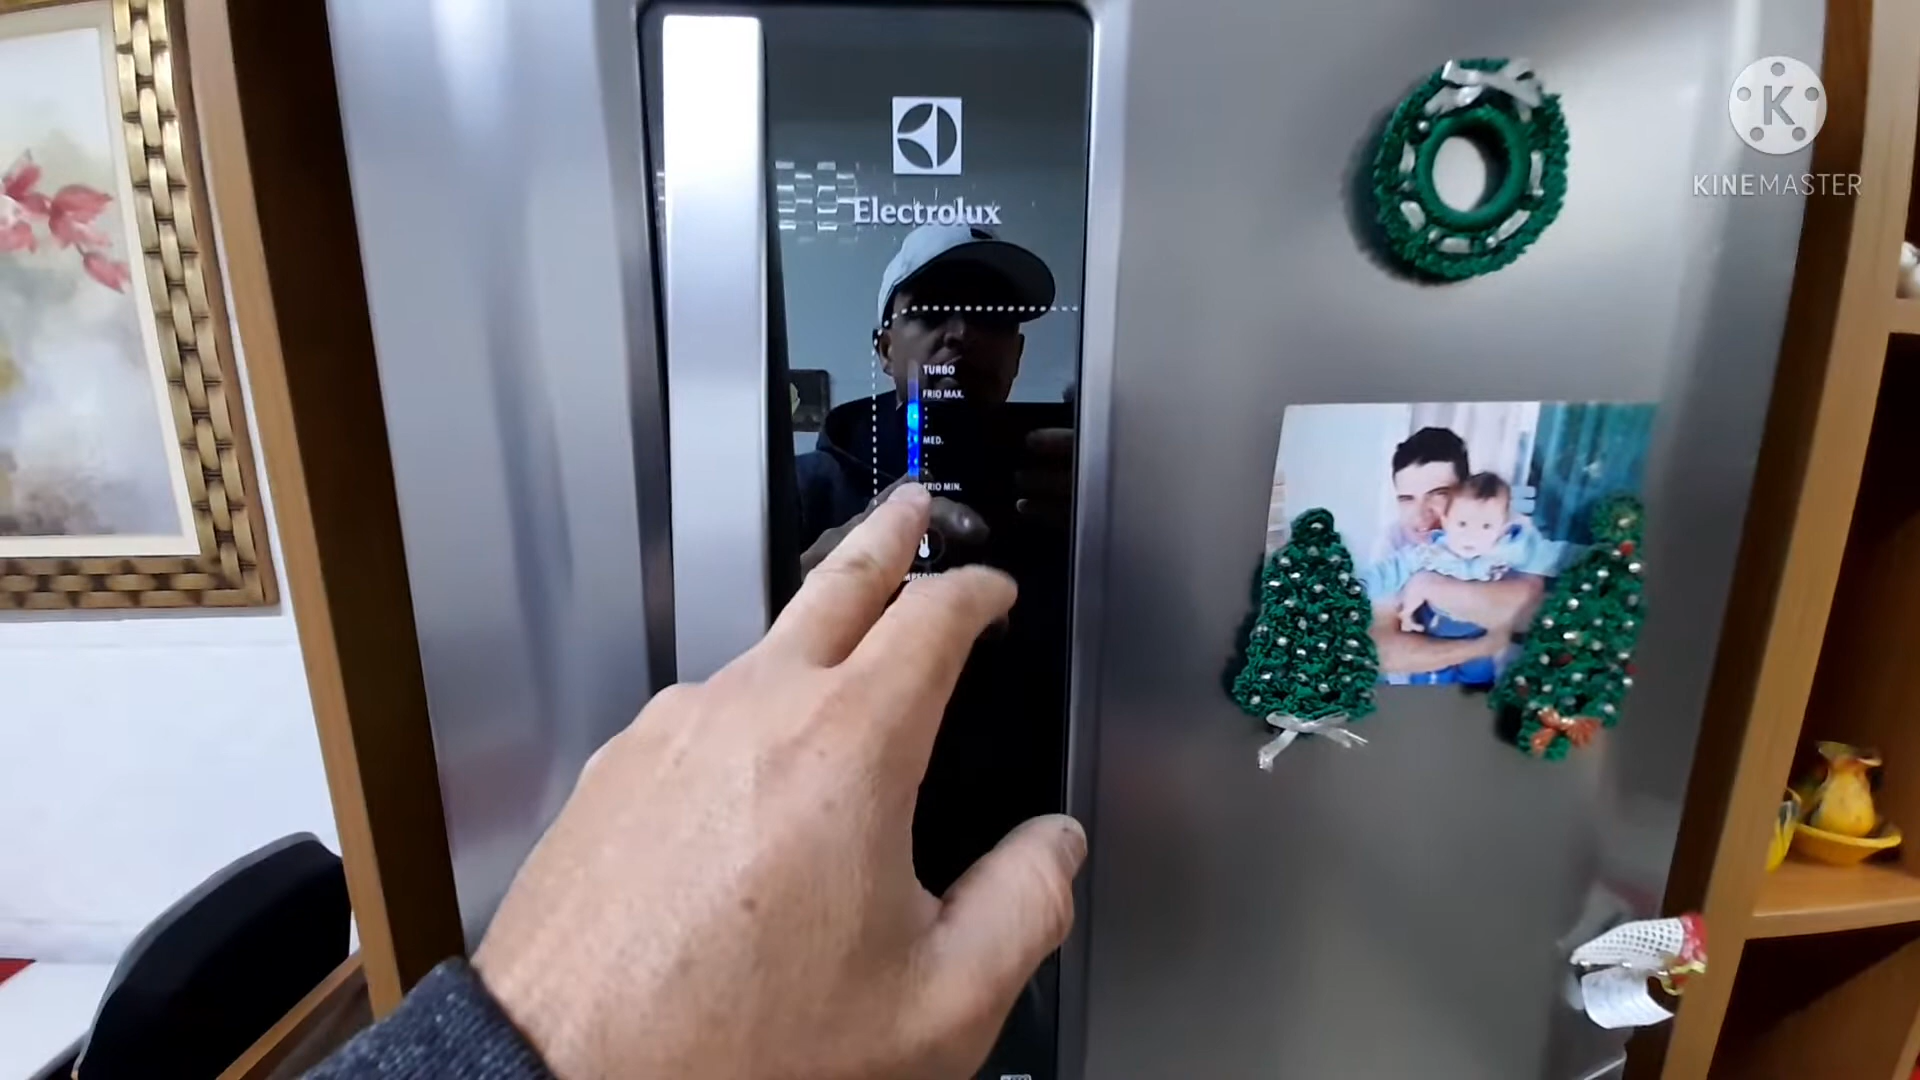 Electrolux
KINEMASTER
TURBO
FRIO MAX.
MED.
FRIO MIN.